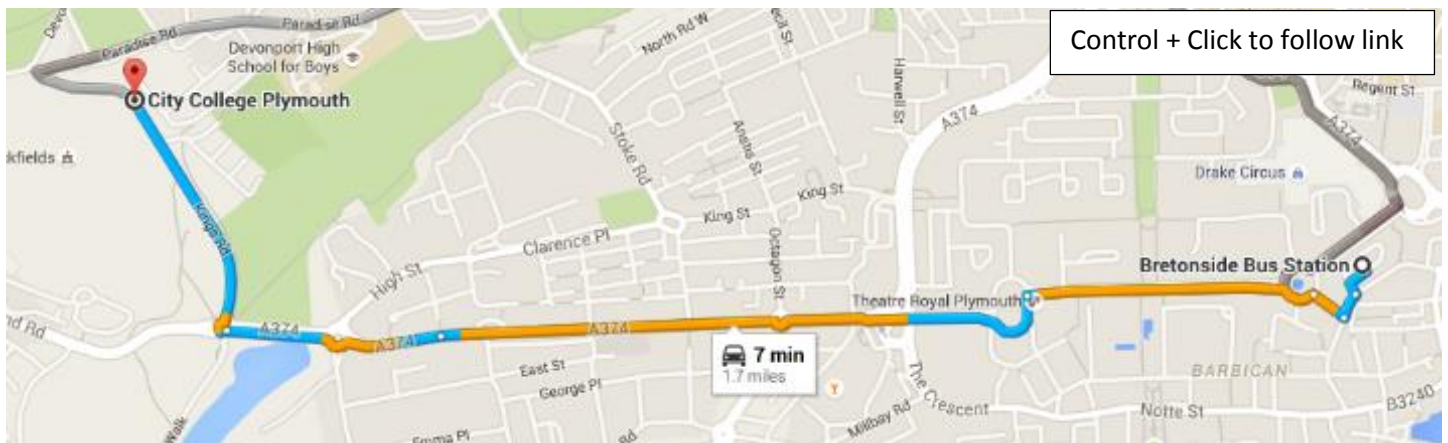 Control + Click to follow link
Paradise Rd
Paradise Rd
Devonport High
School for Boys
City College Plymouth
Kings Rd
North Rd W
Stoke Rd
Anstis St
Harwell St
A374
Regent St
A374
Drake Circus
King St
King St
Clarence Pl
Octagon St
High St
Bretonside Bus Station
Theatre Royal Plymouth
A374
A374
A374
7 min
1.7 miles
East St
George Pl
Emma Pl
The Crescent
Millbay Rd
BARBICAN
Notte St
B3240